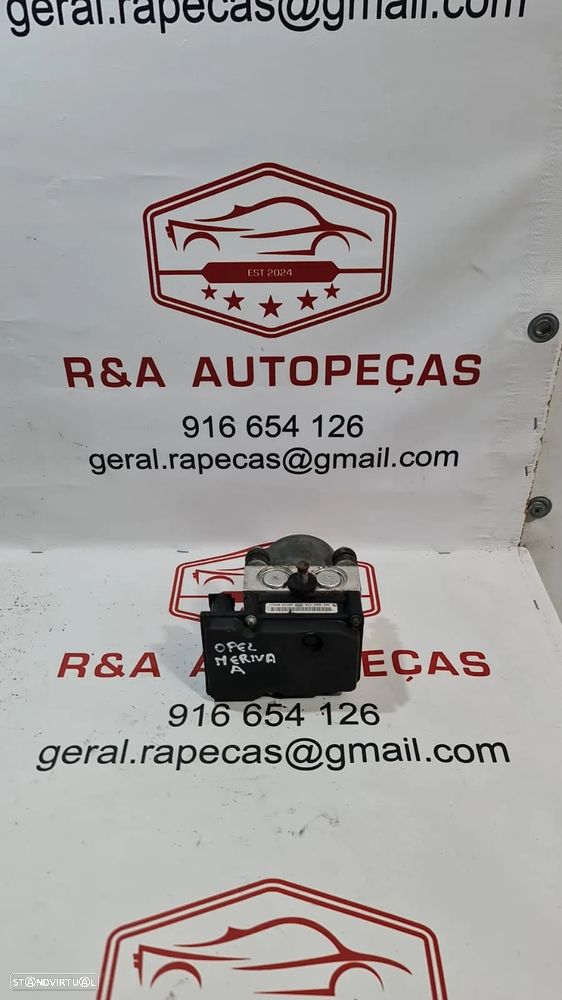 geral.rapecas@gmail.com
EST 2024
R&A AUTOPEÇAS
916 654 126
geral.rapecas@gmail.com
OPEL
MERIVA
A
R&A AUTOPEÇAS
916 654 126
geral.rapecas@gmail.com
STANDVIRTUAL